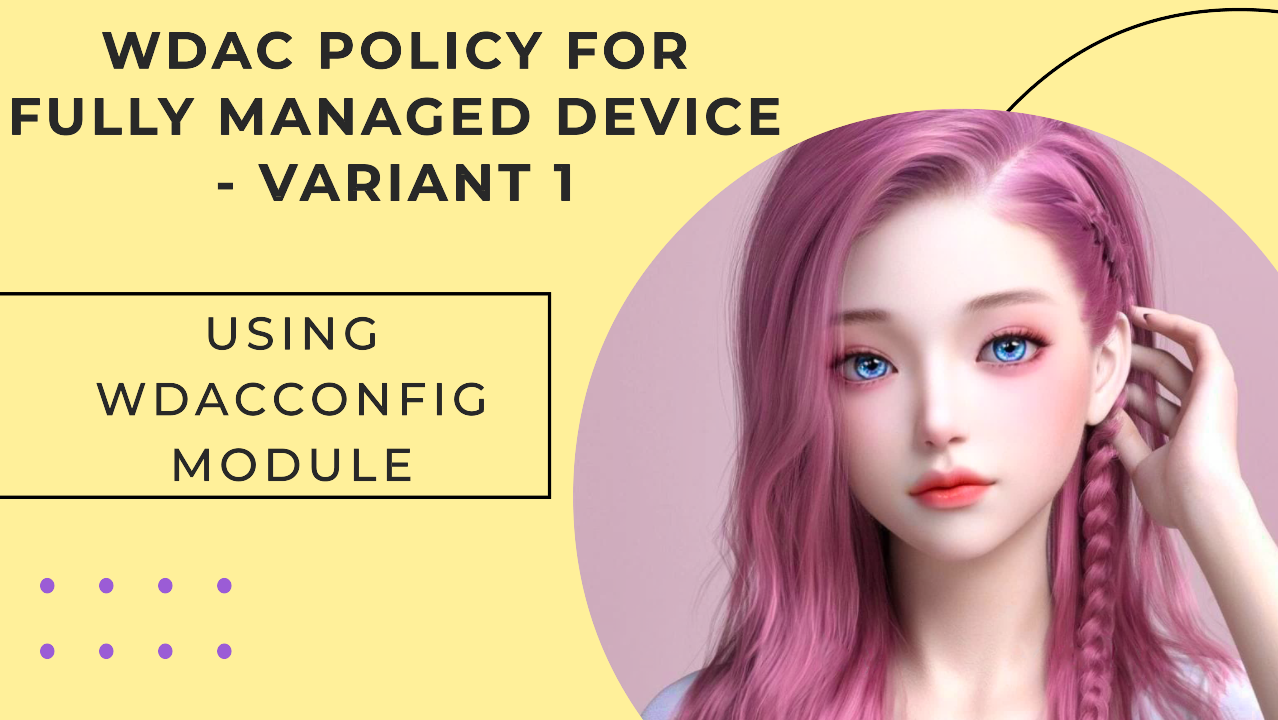 WDAC POLICY FOR
FULLY MANAGED DEVICE
- VARIANT 1
USING
WDACCONFIG
MODULE